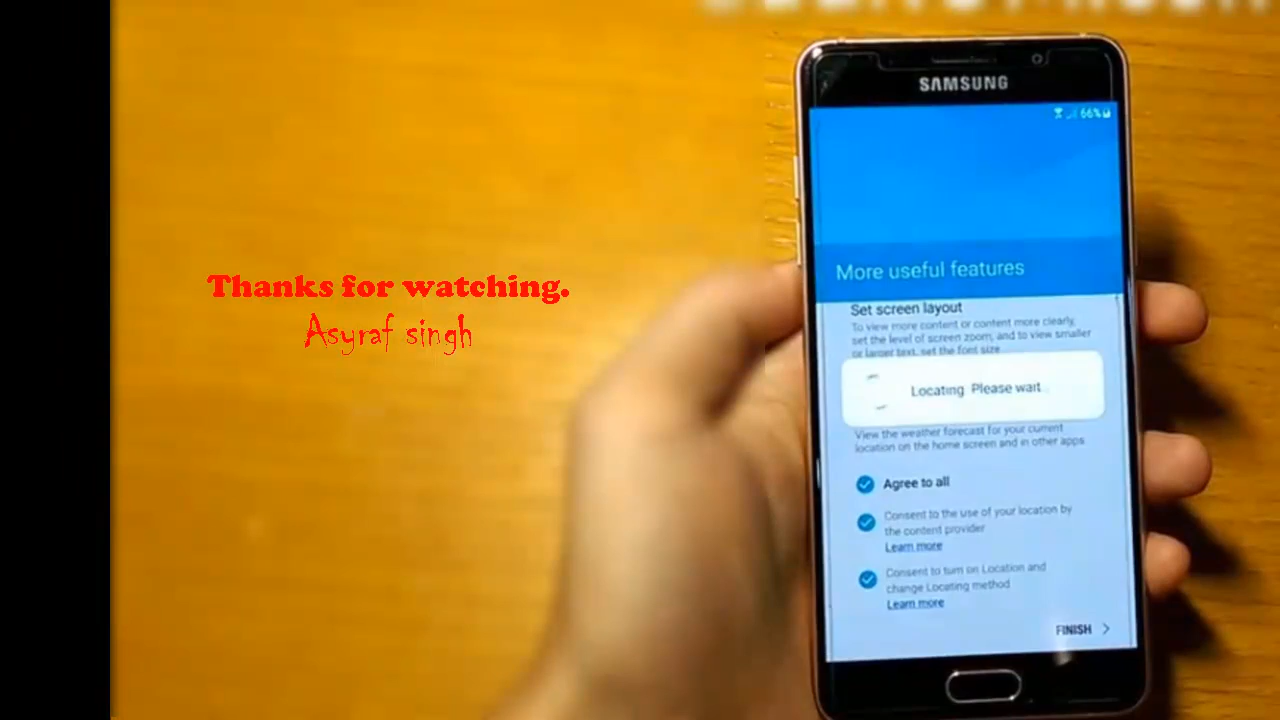 Thanks for watching.
Asyraf singh
SAMSUNG
66%
More useful features
Set screen layout
To view more content or content more clearly,
set the level of screen zoom, and to view smaller
or larger text, set the font size
Locating Please wait
View the weather forecast for your current
location on the home screen and in other apps
Agree to all
Consent to the use of your location by
the content provider
Learn more
Consent to turn on Location and
change Locating method
Learn more
FINISH